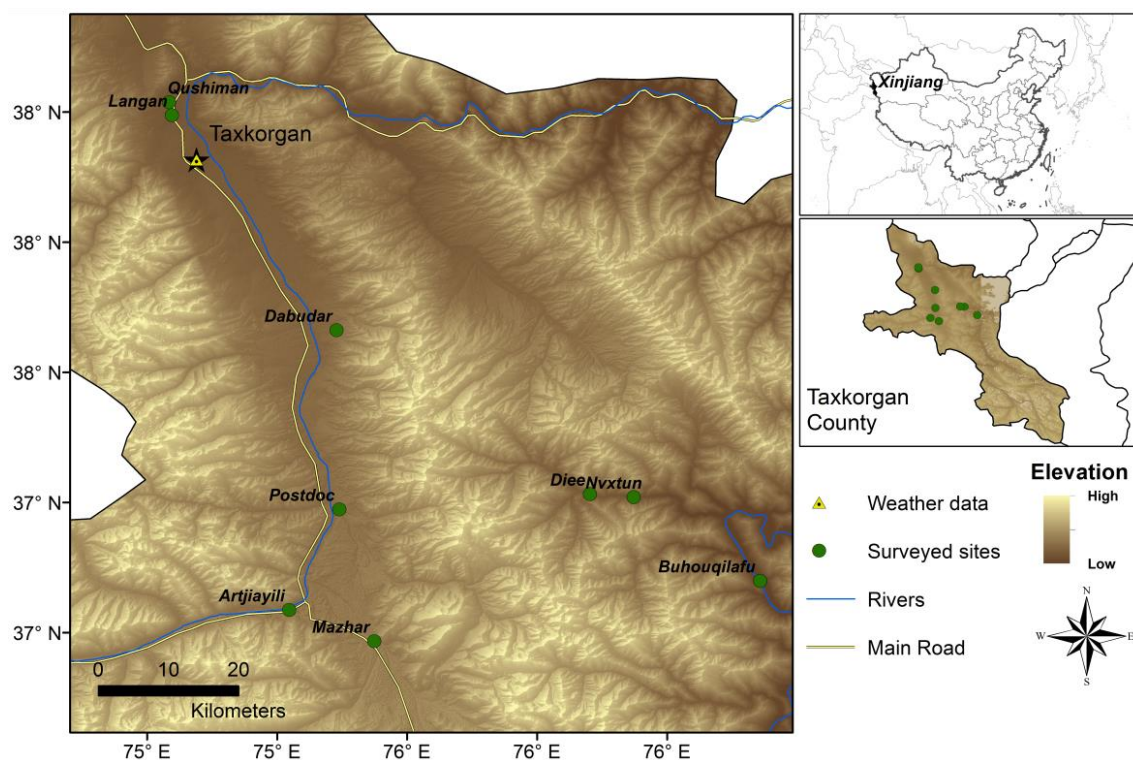 Qushiman
Langan
Taxkorgan
Dabudar
Postdoc
Diee
Nvxtun
Buhouqilafu
Artjiayili
Mazhar
0 10 20
Kilometers
38° N
38° N
38° N
37° N
37° N
75° E
75° E
76° E
76° E
76° E
Xinjiang
Taxkorgan
County
Weather data
Surveyed sites
Rivers
Main Road
Elevation
High
Low
N
W
E
S